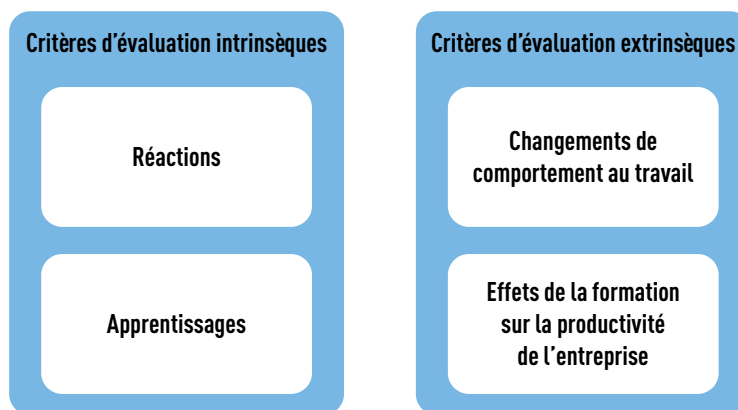 Critères d’évaluation intrinsèques
Réactions
Apprentissages
Critères d’évaluation extrinsèques
Changements de
comportement au travail
Effets de la formation
sur la productivité
de l’entreprise